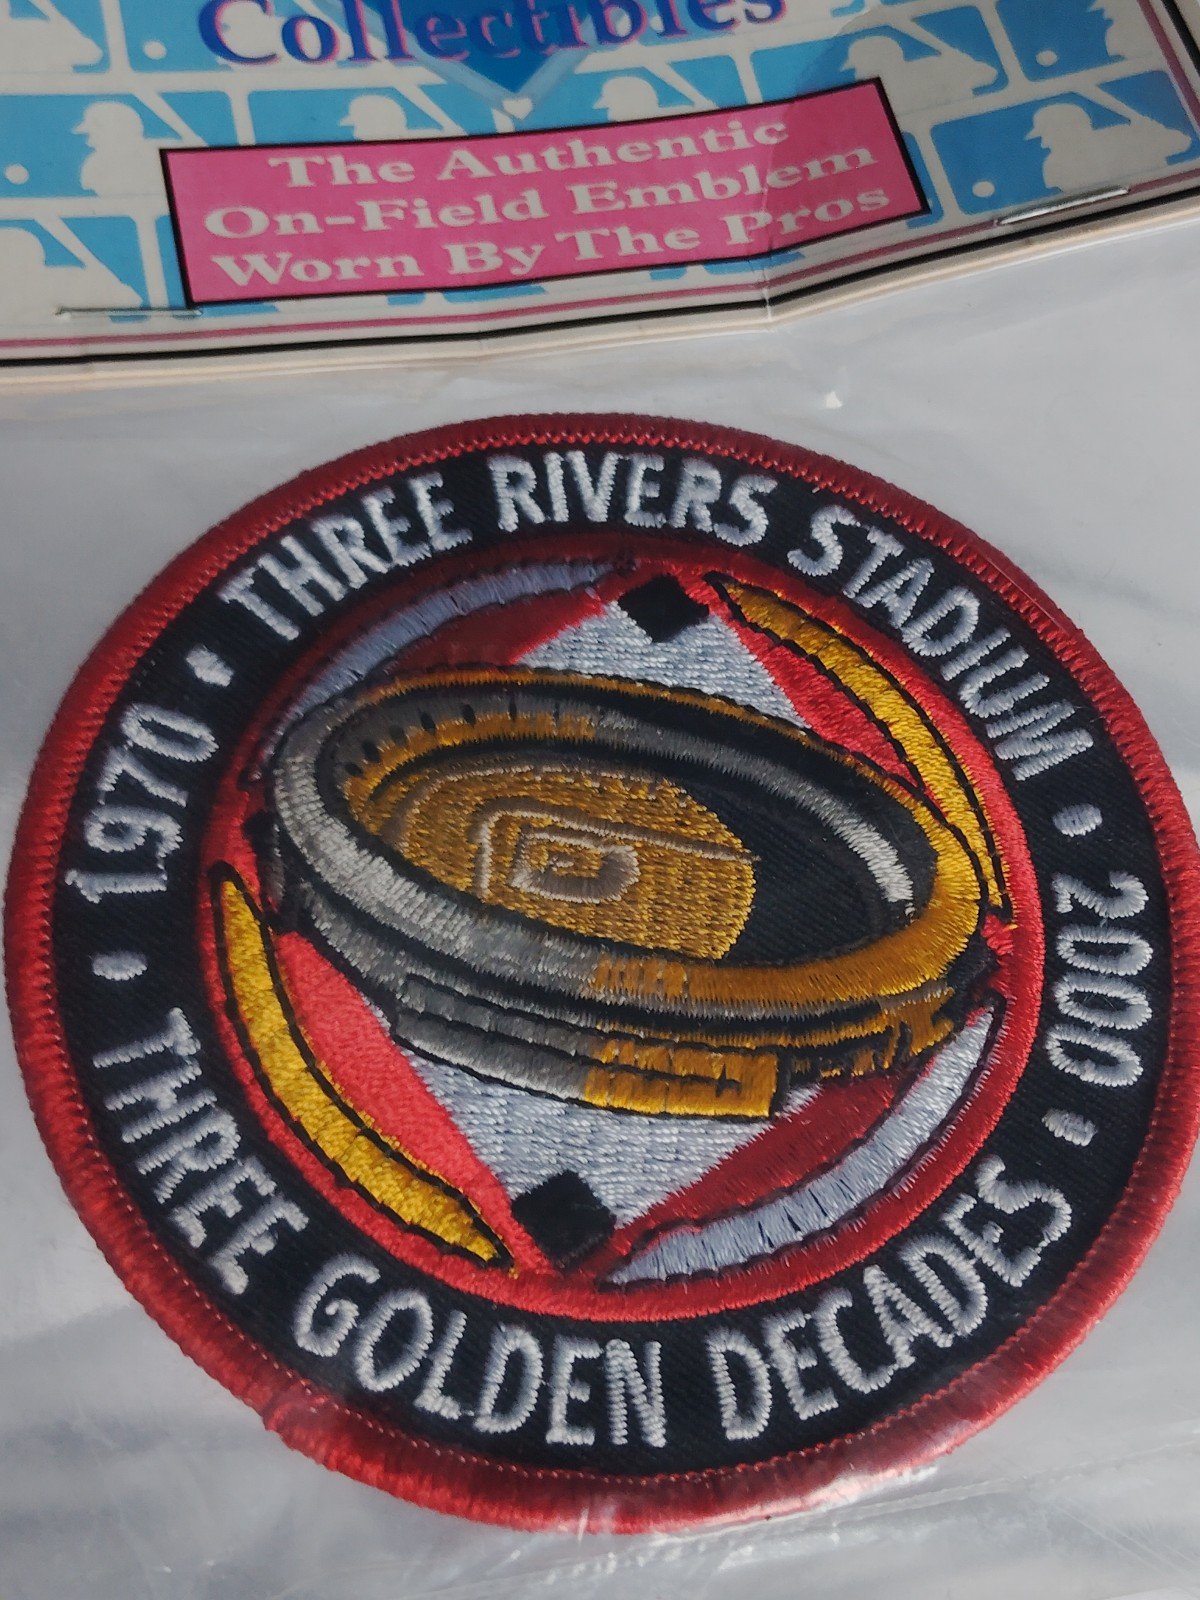 Collectibles
The Authentic
On-Field Emblem
Worn By The Pros
THREE RIVERS STADIUM
1970 • • 2000
THREE GOLDEN DECADES